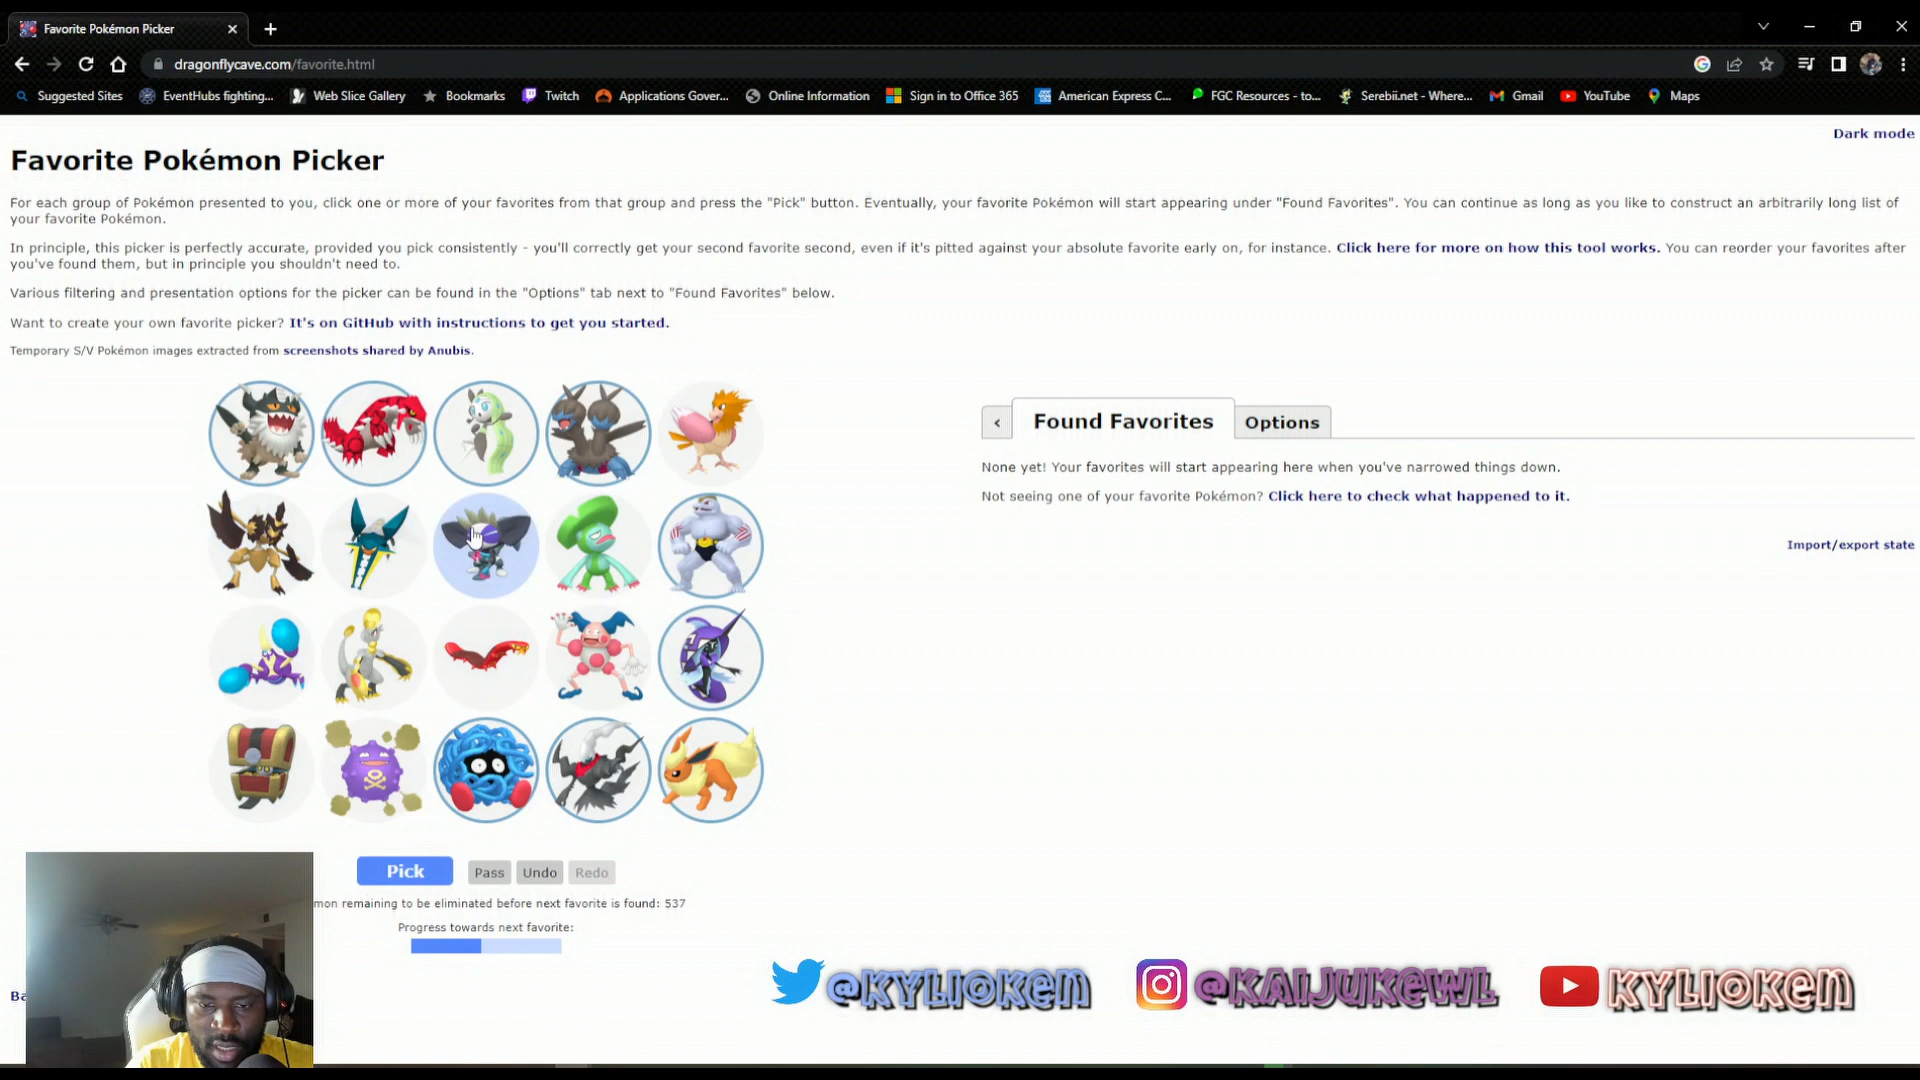 Favorite Pokémon Picker
dragonflycave.com/favorite.html
Suggested Sites EventHubs fighting... Web Slice Gallery Bookmarks Twitch Applications Gover... Online Information Sign in to Office 365 American Express C... FGC Resources - to... Serebii.net - Where... Gmail YouTube Maps
Dark mode
Favorite Pokémon Picker
For each group of Pokémon presented to you, click one or more of your favorites from that group and press the "Pick" button. Eventually, your favorite Pokémon will start appearing under "Found Favorites". You can continue as long as you like to construct an arbitrarily long list of
your favorite Pokémon.
In principle, this picker is perfectly accurate, provided you pick consistently - you'll correctly get your second favorite second, even if it's pitted against your absolute favorite early on, for instance. Click here for more on how this tool works. You can reorder your favorites after
you've found them, but in principle you shouldn't need to.
Various filtering and presentation options for the picker can be found in the "Options" tab next to "Found Favorites" below.
Want to create your own favorite picker? It's on GitHub with instructions to get you started.
Temporary S/V Pokémon images extracted from screenshots shared by Anubis.
‹ Found Favorites Options
None yet! Your favorites will start appearing here when you've narrowed things down.
Not seeing one of your favorite Pokémon? Click here to check what happened to it.
Import/export state
Pick Pass Undo Redo
mon remaining to be eliminated before next favorite is found: 537
Progress towards next favorite:
Ba
@KYLIOKEN @KAIJUKEWL KYLIOKEN